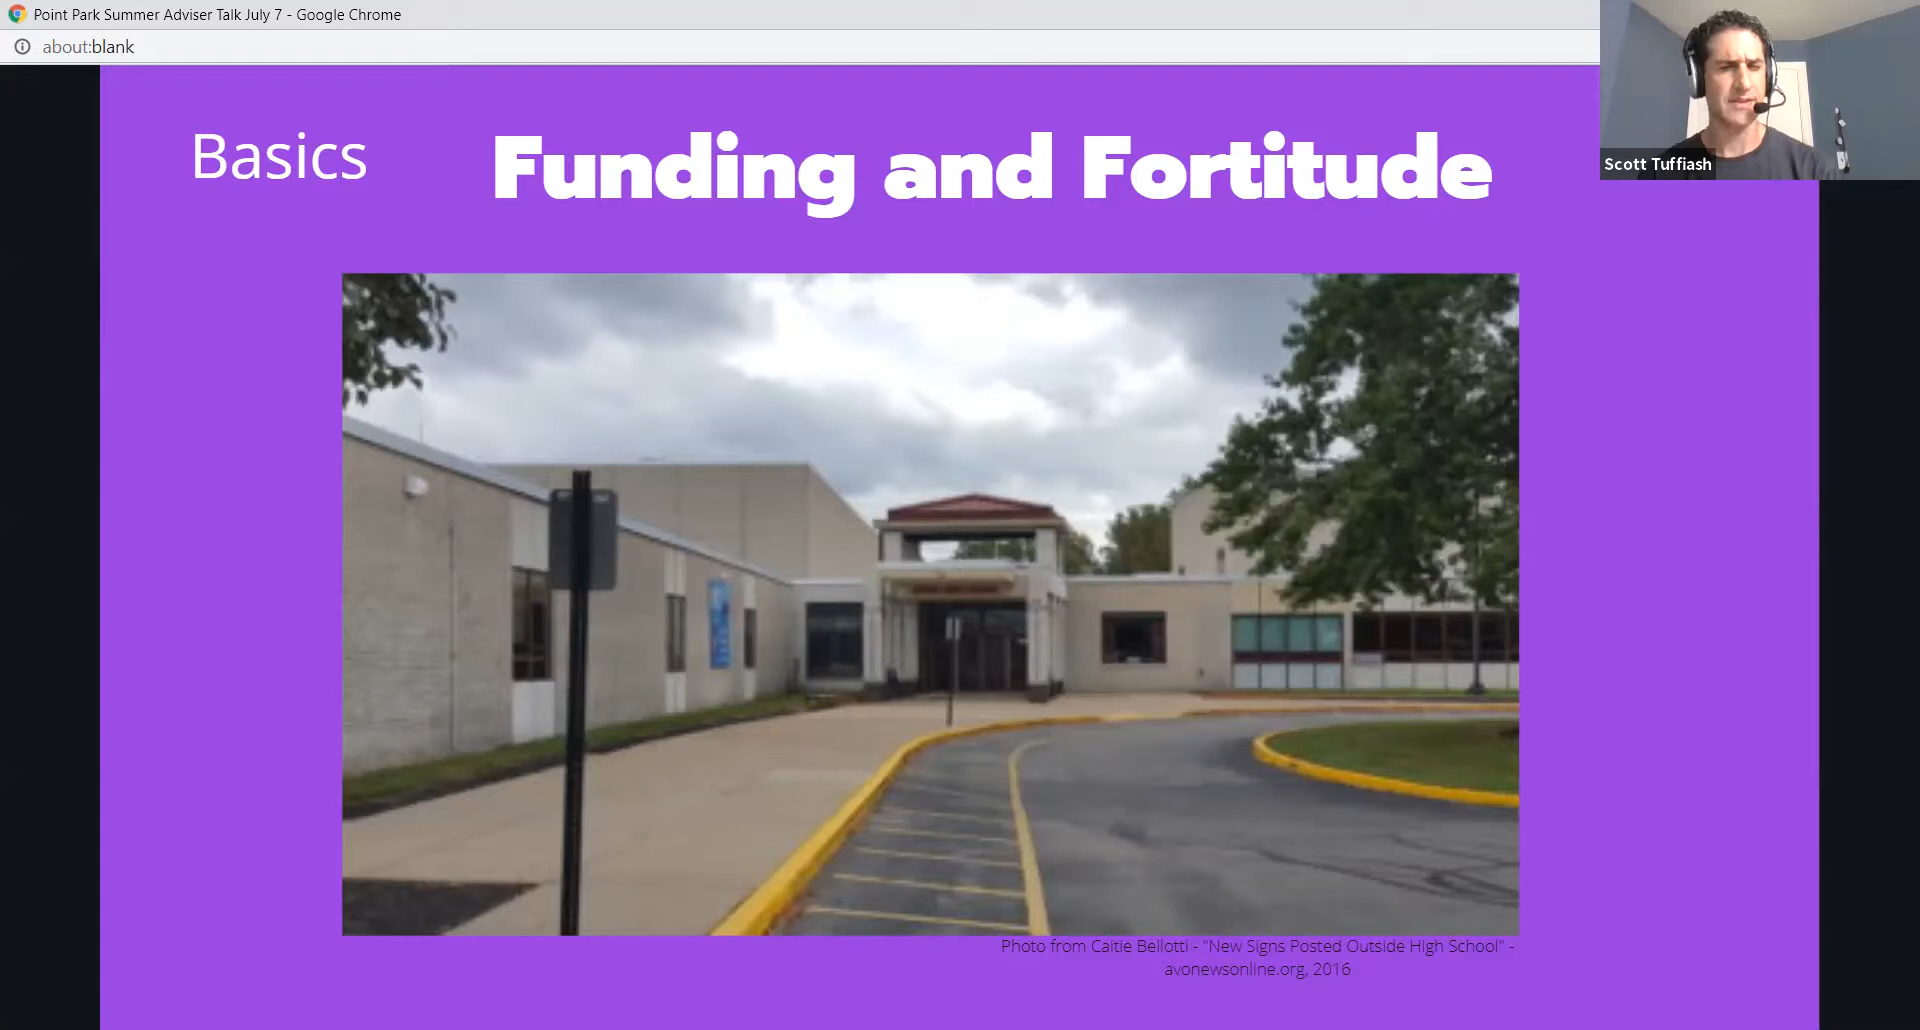 Point Park Summer Adviser Talk July 7 - Google Chrome
about:blank
Basics
Funding and Fortitude
Scott Tuffiash
Photo from Caitie Bellotti - "New Signs Posted Outside High School" -
avonewsonline.org, 2016